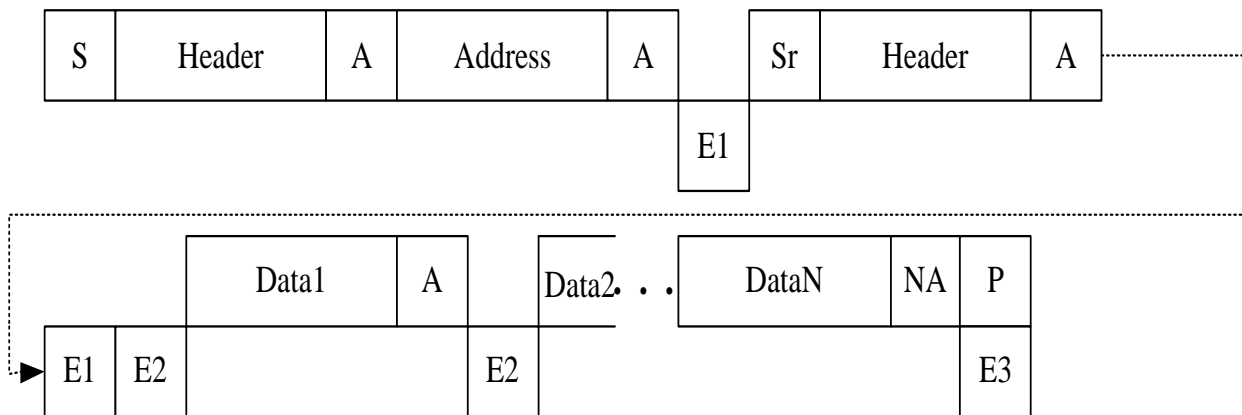 S Header A Address A Sr Header A
E1
Data1 A Data2 . . . DataN NA P
E1 E2 E2 E3